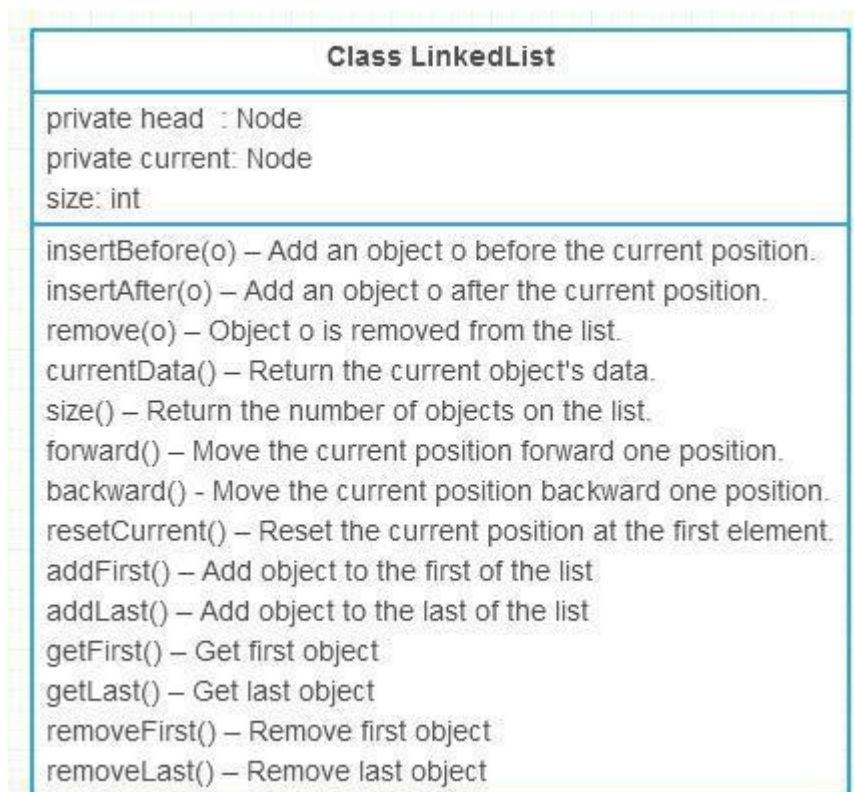 Class LinkedList
private head : Node
private current: Node
size: int
insertBefore(o) – Add an object o before the current position.
insertAfter(o) – Add an object o after the current position.
remove(o) – Object o is removed from the list.
currentData() – Return the current object's data.
size() – Return the number of objects on the list.
forward() – Move the current position forward one position.
backward() - Move the current position backward one position.
resetCurrent() – Reset the current position at the first element.
addFirst() – Add object to the first of the list
addLast() – Add object to the last of the list
getFirst() – Get first object
getLast() – Get last object
removeFirst() – Remove first object
removeLast() – Remove last object